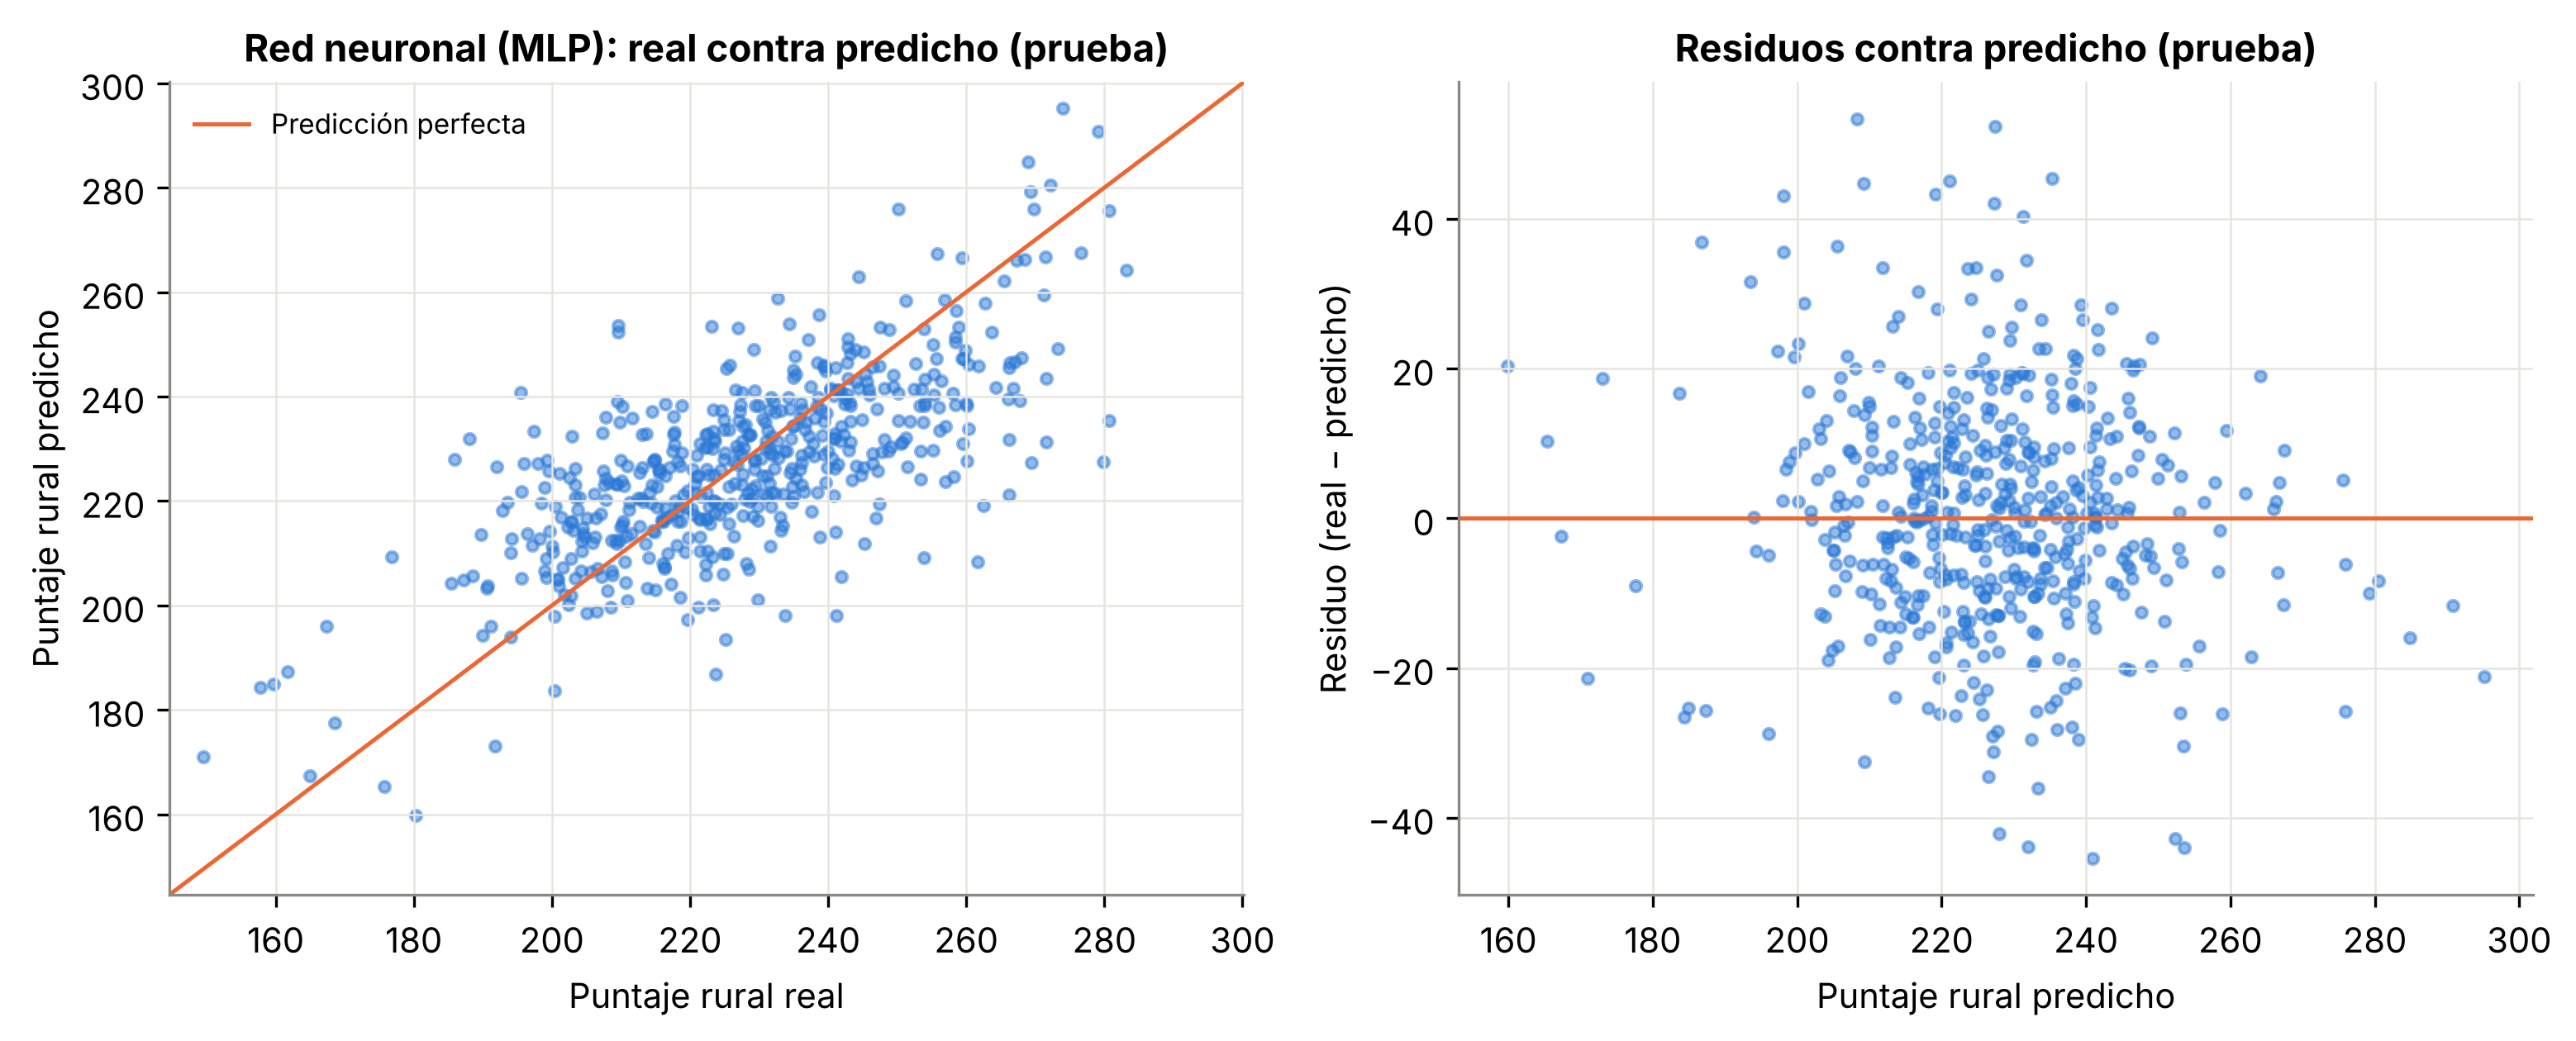 Red neuronal (MLP): real contra predicho (prueba)
Predicción perfecta
300
280
260
240
220
200
180
160
Puntaje rural predicho
160 180 200 220 240 260 280 300
Puntaje rural real
Residuos contra predicho (prueba)
40
20
0
−20
−40
Residuo (real − predicho)
160 180 200 220 240 260 280 300
Puntaje rural predicho